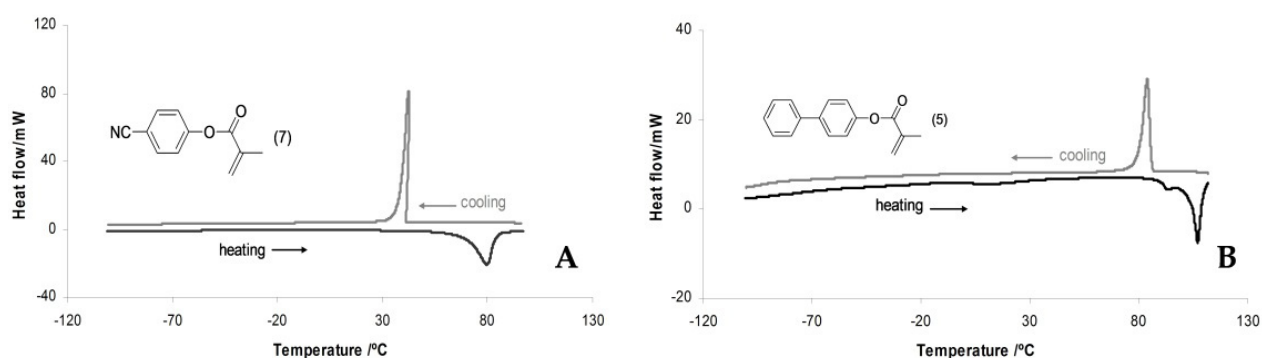 120
80
40
0
-40
-120
-70
-20
30
80
130
Heat flow/mW
Temperature /ºC
NC
O
O
(7)
cooling
heating
A
40
20
0
-20
-120
-70
-20
30
80
130
Heat flow/mW
Temperature /ºC
O
O
(5)
cooling
heating
B